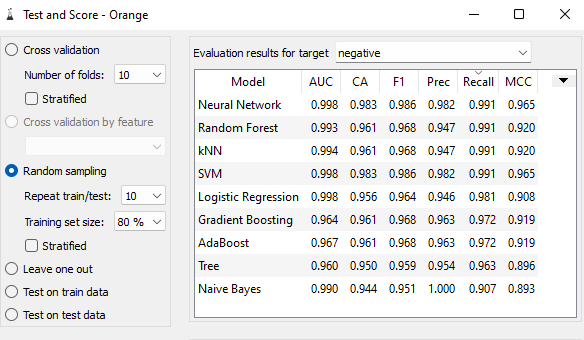 Test and Score - Orange
Cross validation
Number of folds: 10
Stratified
Cross validation by feature
Random sampling
Repeat train/test: 10
Training set size: 80 %
Stratified
Leave one out
Test on train data
Test on test data
Evaluation results for target negative
Model AUC CA F1 Prec Recall MCC
Neural Network 0.998 0.983 0.986 0.982 0.991 0.965
Random Forest 0.993 0.961 0.968 0.947 0.991 0.920
kNN 0.994 0.961 0.968 0.947 0.991 0.920
SVM 0.998 0.983 0.986 0.982 0.991 0.965
Logistic Regression 0.998 0.956 0.964 0.946 0.981 0.908
Gradient Boosting 0.964 0.961 0.968 0.963 0.972 0.919
AdaBoost 0.967 0.961 0.968 0.963 0.972 0.919
Tree 0.960 0.950 0.959 0.954 0.963 0.896
Naive Bayes 0.990 0.944 0.951 1.000 0.907 0.893